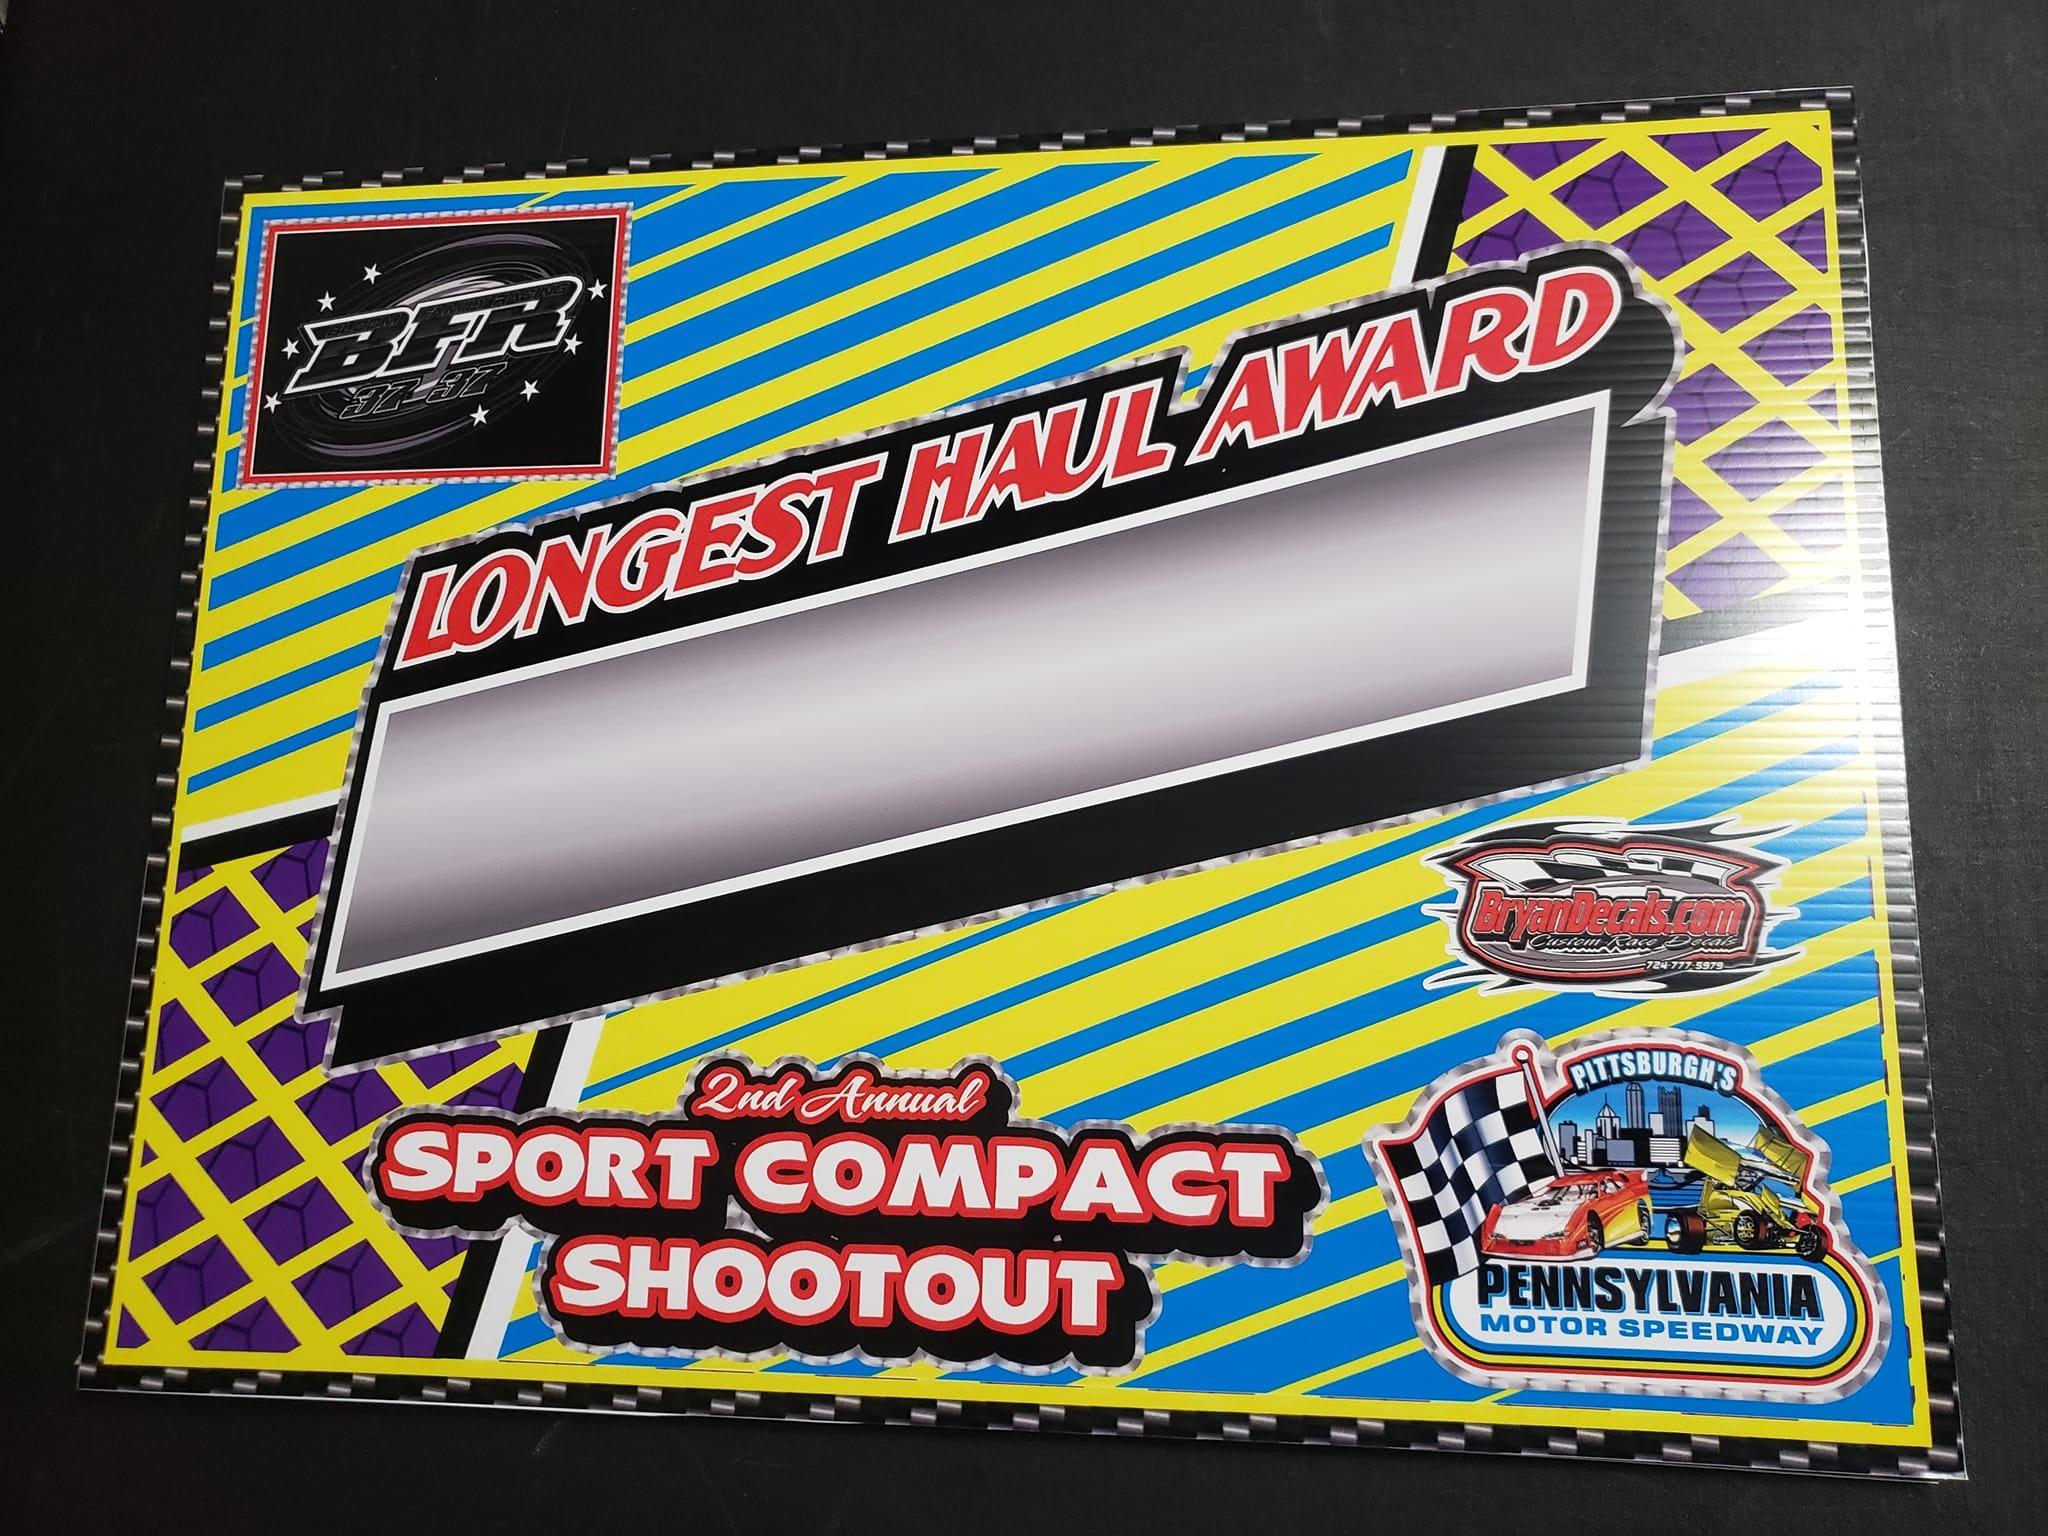 BFR
37 37
LONGEST HAUL AWARD
BryanDecals.com
Custom Race Decals
724-777-5979
2nd Annual
SPORT COMPACT
SHOOTOUT
PITTSBURGH'S
PENNSYLVANIA
MOTOR SPEEDWAY